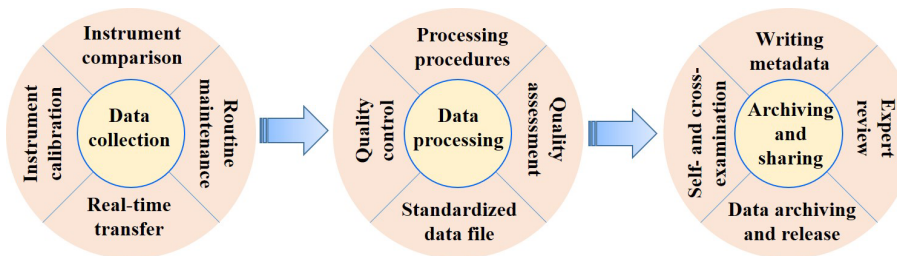 Instrument
comparison
Instrument
calibration
Data
collection
Routine
maintenance
Real-time
transfer
Processing
procedures
Quality
control
Data
processing
Quality
assessment
Standardized
data file
Writing
metadata
Self- and cross-
examination
Archiving
and
sharing
Expert
review
Data archiving
and release